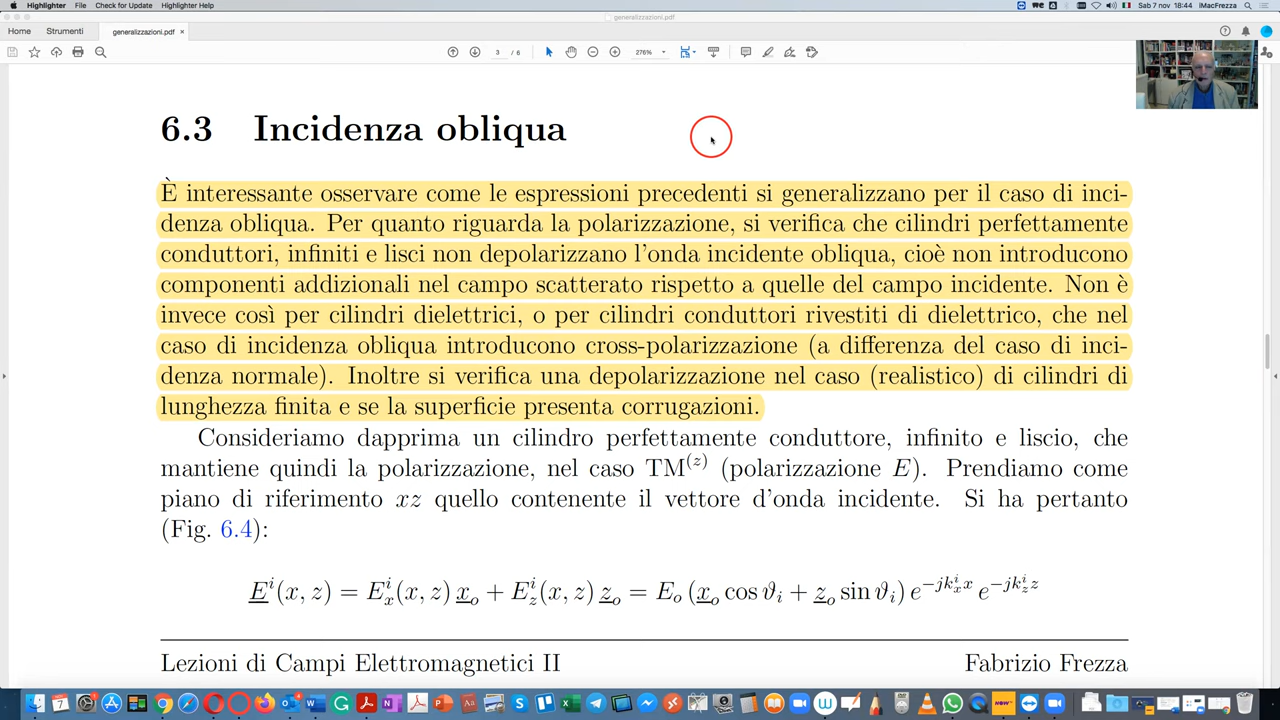 Highlighter File Check for Update Highlighter Help Sab 7 nov 18:44 iMacFrezza
generalizzazioni.pdf
Home Strumenti generalizzazioni.pdf ×
3 / 6 276%
6.3 Incidenza obliqua
È interessante osservare come le espressioni precedenti si generalizzano per il caso di inci-
denza obliqua. Per quanto riguarda la polarizzazione, si verifica che cilindri perfettamente
conduttori, infiniti e lisci non depolarizzano l'onda incidente obliqua, cioè non introducono
componenti addizionali nel campo scatterato rispetto a quelle del campo incidente. Non è
invece così per cilindri dielettrici, o per cilindri conduttori rivestiti di dielettrico, che nel
caso di incidenza obliqua introducono cross-polarizzazione (a differenza del caso di inci-
denza normale). Inoltre si verifica una depolarizzazione nel caso (realistico) di cilindri di
lunghezza finita e se la superficie presenta corrugazioni.
Consideriamo dapprima un cilindro perfettamente conduttore, infinito e liscio, che
mantiene quindi la polarizzazione, nel caso TM^(z) (polarizzazione E). Prendiamo come
piano di riferimento xz quello contenente il vettore d'onda incidente. Si ha pertanto
(Fig. 6.4):
E^i(x, z) = E_x^i(x, z) x_o + E_z^i(x, z) z_o = E_o (x_o cos ϑ_i + z_o sin ϑ_i) e^{-jk_x^i x} e^{-jk_z^i z}
Lezioni di Campi Elettromagnetici II Fabrizio Frezza